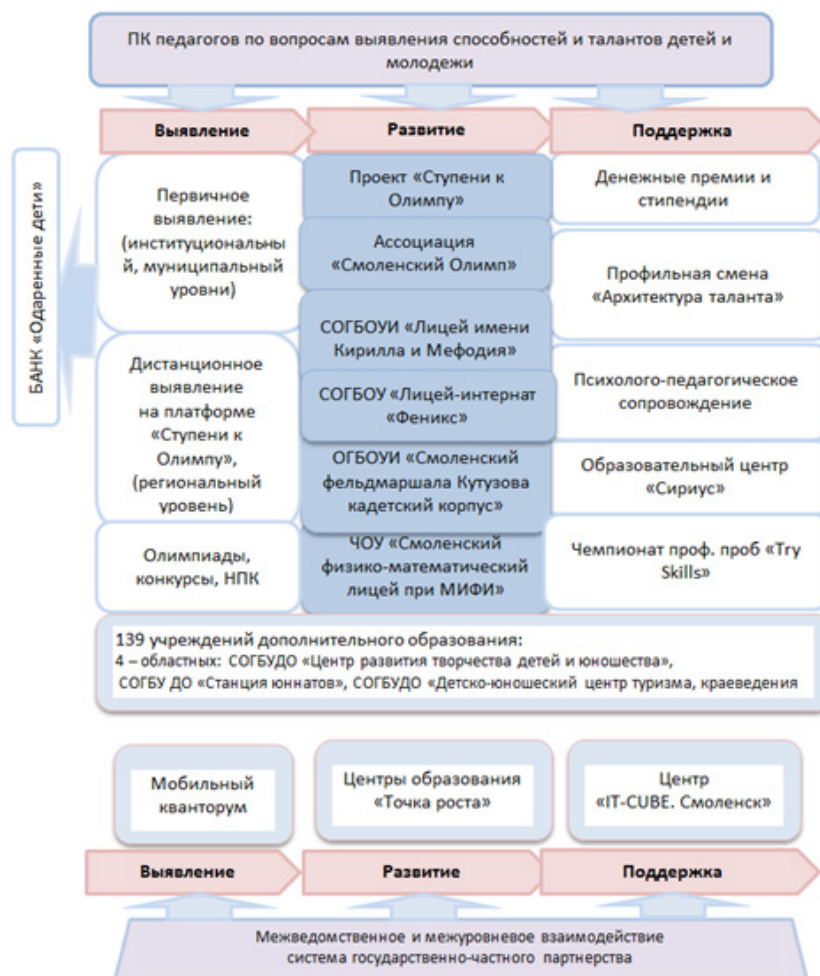 ПК педагогов по вопросам выявления способностей и талантов детей и
молодежи
Выявление
Развитие
Поддержка
БАНК «Одаренные дети»
Первичное
выявление:
(институциональны
й, муниципальный
уровни)
Дистанционное
выявление
на платформе
«Ступени к
Олимпу»,
(региональный
уровень)
Олимпиады,
конкурсы, НПК
Проект «Ступени к
Олимпу»
Ассоциация
«Смоленский Олимп»
СОГБОУИ «Лицей имени
Кирилла и Мефодия»
СОГБОУ «Лицей-интернат
«Феникс»
ОГБОУИ «Смоленский
фельдмаршала Кутузова
кадетский корпус»
ЧОУ «Смоленский
физико-математический
лицей при МИФИ»
Денежные премии и
стипендии
Профильная смена
«Архитектура таланта»
Психолого-педагогическое
сопровождение
Образовательный центр
«Сириус»
Чемпионат проф. проб «Try
Skills»
139 учреждений дополнительного образования:
4 – областных: СОГБУДО «Центр развития творчества детей и юношества»,
СОГБУ ДО «Станция юннатов», СОГБУДО «Детско-юношеский центр туризма, краеведения
Мобильный
кванторум
Центры образования
«Точка роста»
Центр
«IT-CUBE. Смоленск»
Выявление
Развитие
Поддержка
Межведомственное и межуровневое взаимодействие
система государственно-частного партнерства